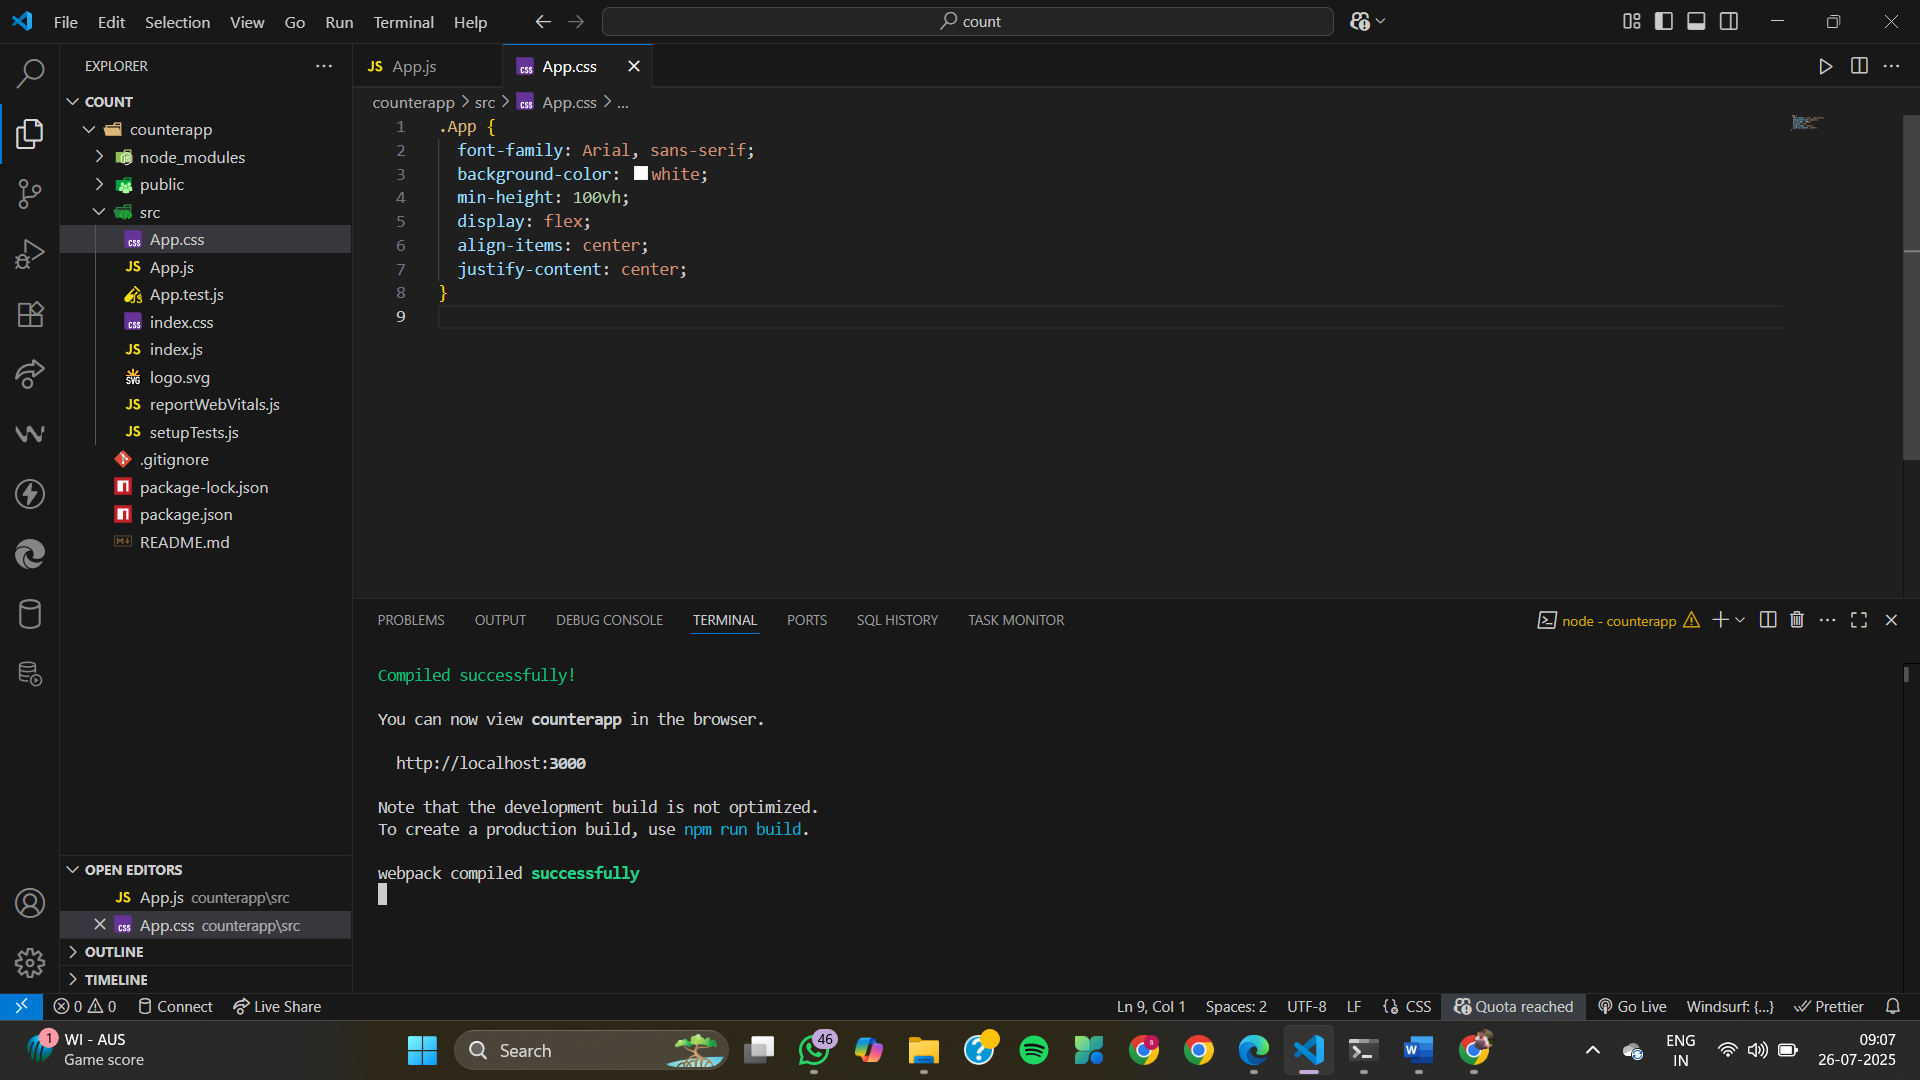 File Edit Selection View Go Run Terminal Help
count
EXPLORER
COUNT
counterapp
node_modules
public
src
App.css
App.js
App.test.js
index.css
index.js
logo.svg
reportWebVitals.js
setupTests.js
.gitignore
package-lock.json
package.json
README.md
OPEN EDITORS
App.js counterapp\src
App.css counterapp\src
OUTLINE
TIMELINE
App.js
App.css
counterapp > src > App.css > ...
1 .App {
2 font-family: Arial, sans-serif;
3 background-color: white;
4 min-height: 100vh;
5 display: flex;
6 align-items: center;
7 justify-content: center;
8 }
9
PROBLEMS OUTPUT DEBUG CONSOLE TERMINAL PORTS SQL HISTORY TASK MONITOR
node - counterapp
Compiled successfully!
You can now view counterapp in the browser.
http://localhost:3000
Note that the development build is not optimized.
To create a production build, use npm run build.
webpack compiled successfully
0 0 Connect Live Share
Ln 9, Col 1 Spaces: 2 UTF-8 LF CSS Quota reached Go Live Windsurf: {...} Prettier
1
WI - AUS
Game score
Search
46
ENG
IN
09:07
26-07-2025